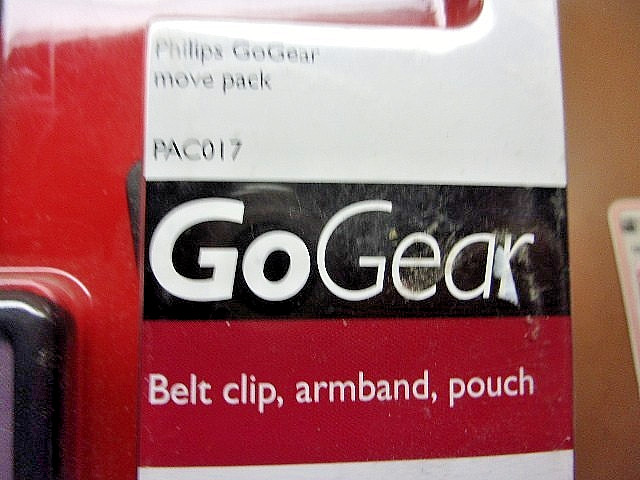 Philips GoGear
move pack
PAC017
GoGear
Belt clip, armband, pouch